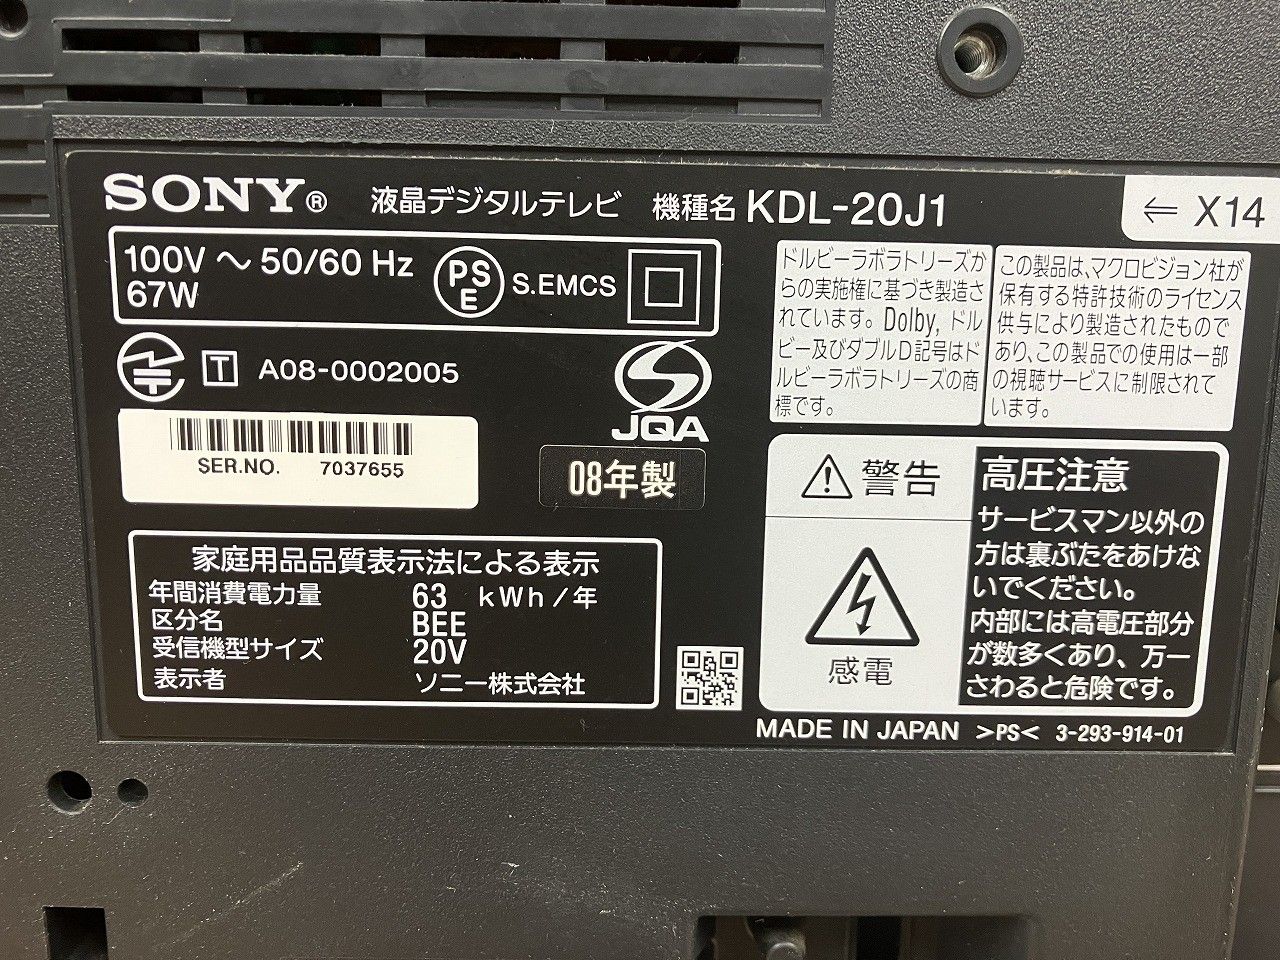 SONY® 液晶デジタルテレビ 機種名 KDL-20J1
⇐ X14
100V ～ 50/60 Hz
67W
PS
E
S.EMCS
T A08-0002005
JQA
SER.NO. 7037655
08年製
家庭用品品質表示法による表示
年間消費電力量 63 kWh/年
区分名 BEE
受信機型サイズ 20V
表示者 ソニー株式会社
ドルビーラボラトリーズか
らの実施権に基づき製造さ
れています。Dolby, ドル
ビー及びダブルD記号はド
ルビーラボラトリーズの商
標です。
この製品は、マクロビジョン社が
保有する特許技術のライセンス
供与により製造されたもので
あり、この製品での使用は一部
の視聴サービスに制限されて
います。
警告
感電
高圧注意
サービスマン以外の
方は裏ぶたをあけな
いでください。
内部には高電圧部分
が数多くあり、万一
さわると危険です。
MADE IN JAPAN >PS< 3-293-914-01